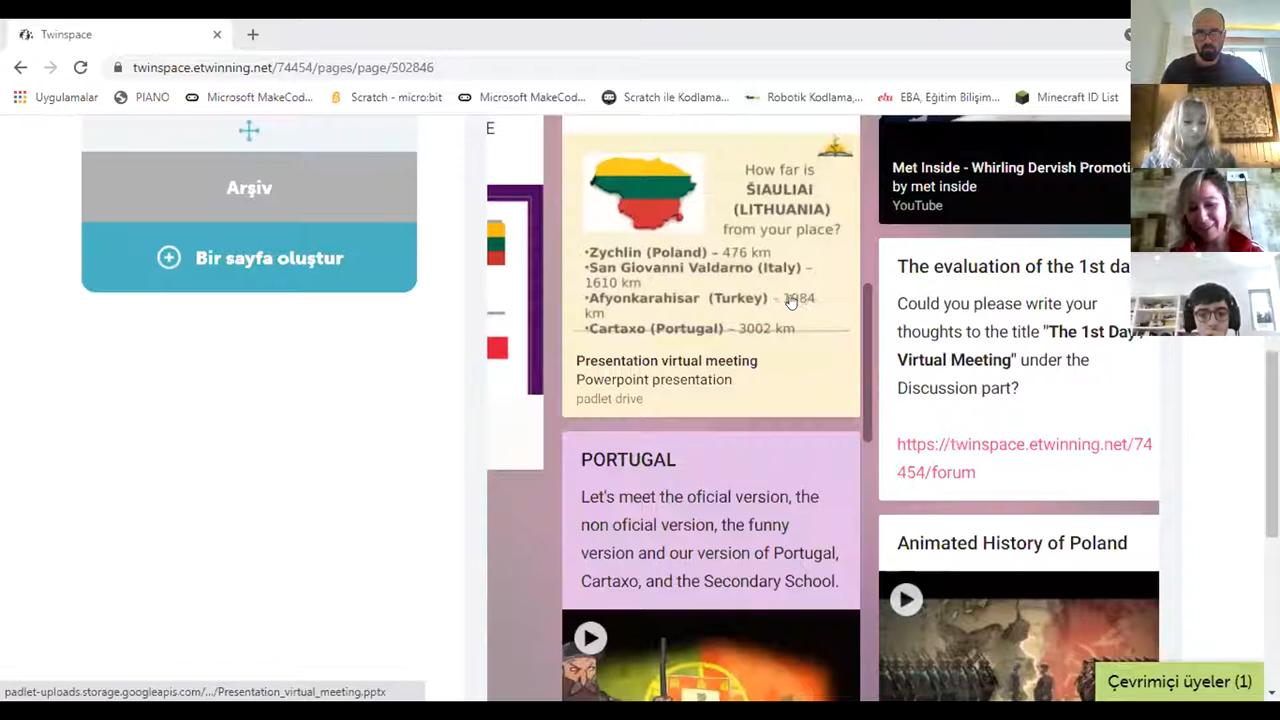 Twinspace
twinspace.etwinning.net/74454/pages/page/502846
Uygulamalar
PIANO
Microsoft MakeCod...
Scratch - micro:bit
Microsoft MakeCod...
Scratch ile Kodlama...
Robotik Kodlama,...
EBA, Eğitim Bilişim...
Minecraft ID List
Arşiv
Bir sayfa oluştur
E
How far is
ŠIAULIAI
(LITHUANIA)
from your place?
•Zychlin (Poland) – 476 km
•San Giovanni Valdarno (Italy) –
1610 km
•Afyonkarahisar (Turkey) – 1984
km
•Cartaxo (Portugal) – 3002 km
Presentation virtual meeting
Powerpoint presentation
padlet drive
PORTUGAL
Let's meet the oficial version, the
non oficial version, the funny
version and our version of Portugal,
Cartaxo, and the Secondary School.
Met Inside - Whirling Dervish Promoti
by met inside
YouTube
The evaluation of the 1st da
Could you please write your
thoughts to the title "The 1st Day,
Virtual Meeting" under the
Discussion part?
https://twinspace.etwinning.net/74
454/forum
Animated History of Poland
padlet-uploads.storage.googleapis.com/.../Presentation_virtual_meeting.pptx
Çevrimiçi üyeler (1)